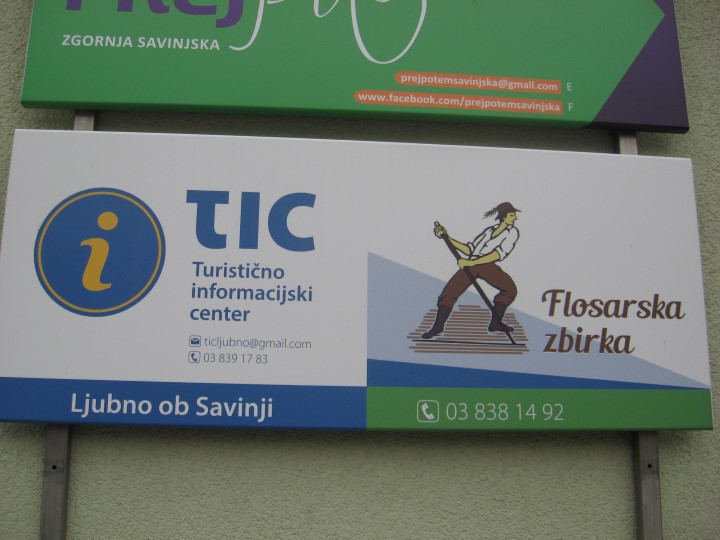 ZGORNJA SAVINJSKA
prejpotemsavinjska@gmail.com E
www.facebook.com/prejpotemsavinjska F
i
TIC
Turistično
informacijski
center
ticljubno@gmail.com
03 839 17 83
Ljubno ob Savinji
Flosarska
zbirka
03 838 14 92